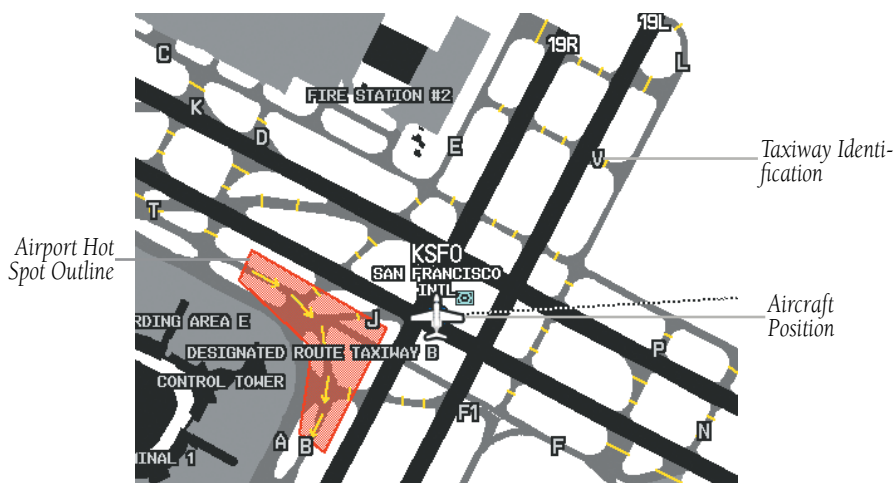 19L
19R
C
L
FIRE STATION #2
K
D
E
V
Taxiway Identi-
fication
T
Airport Hot
Spot Outline
KSFO
SAN FRANCISCO
INTL
Aircraft
Position
RDING AREA E
J
DESIGNATED ROUTE TAXIWAY B
P
CONTROL TOWER
F1
N
A
B
F
MINAL 1